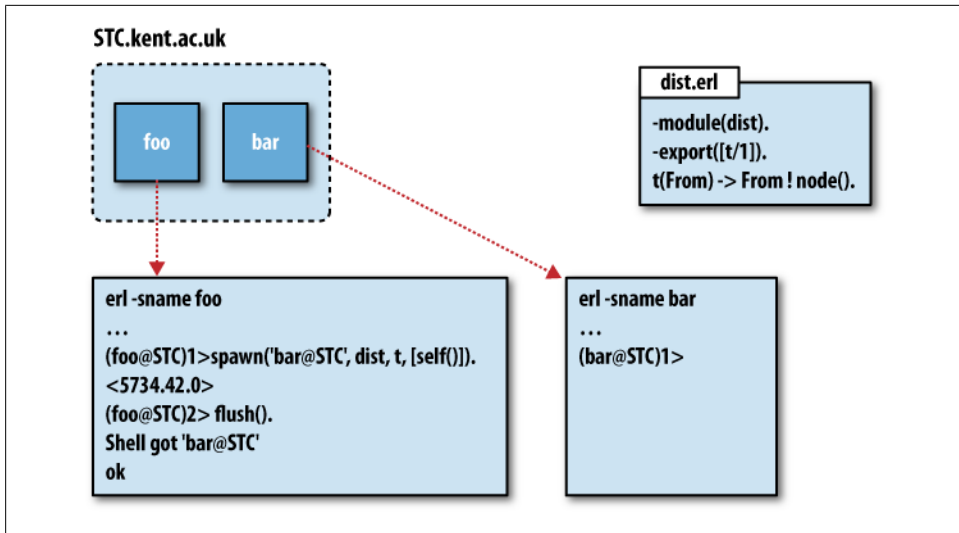 STC.kent.ac.uk
foo
bar
dist.erl
-module(dist).
-export([t/1]).
t(From) -> From ! node().
erl -sname foo
...
(foo@STC)1>spawn('bar@STC', dist, t, [self()]).
<5734.42.0>
(foo@STC)2> flush().
Shell got 'bar@STC'
ok
erl -sname bar
...
(bar@STC)1>